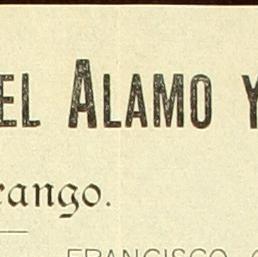 EL ALAMO Y
rango.
FRANCISCO